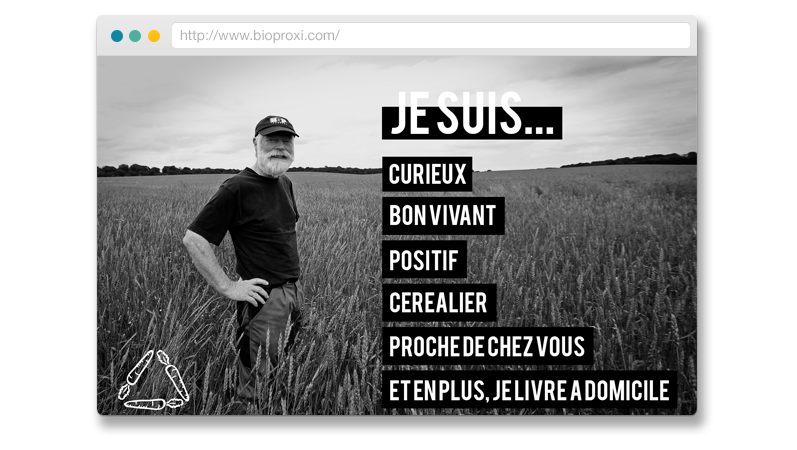 http://www.bioproxi.com/
JE SUIS...
CURIEUX
BON VIVANT
POSITIF
CEREALIER
PROCHE DE CHEZ VOUS
ET EN PLUS, JE LIVRE A DOMICILE